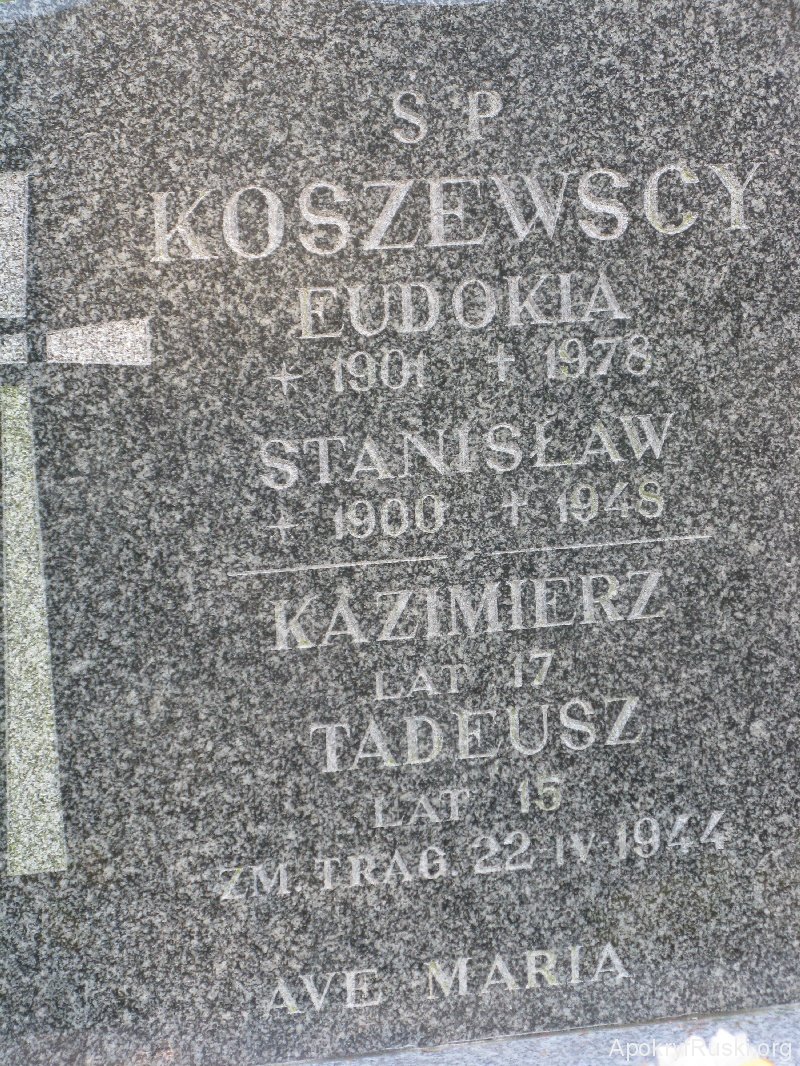 S P
KOSZEWSCY
EUDOKIA
+ 1901 + 1978
STANISŁAW
+ 1900 + 1948
KAZIMIERZ
LAT 17
TADEUSZ
LAT 15
ZM. TRAG. 22 IV 1944
AVE MARIA
ApokryfRuski.org